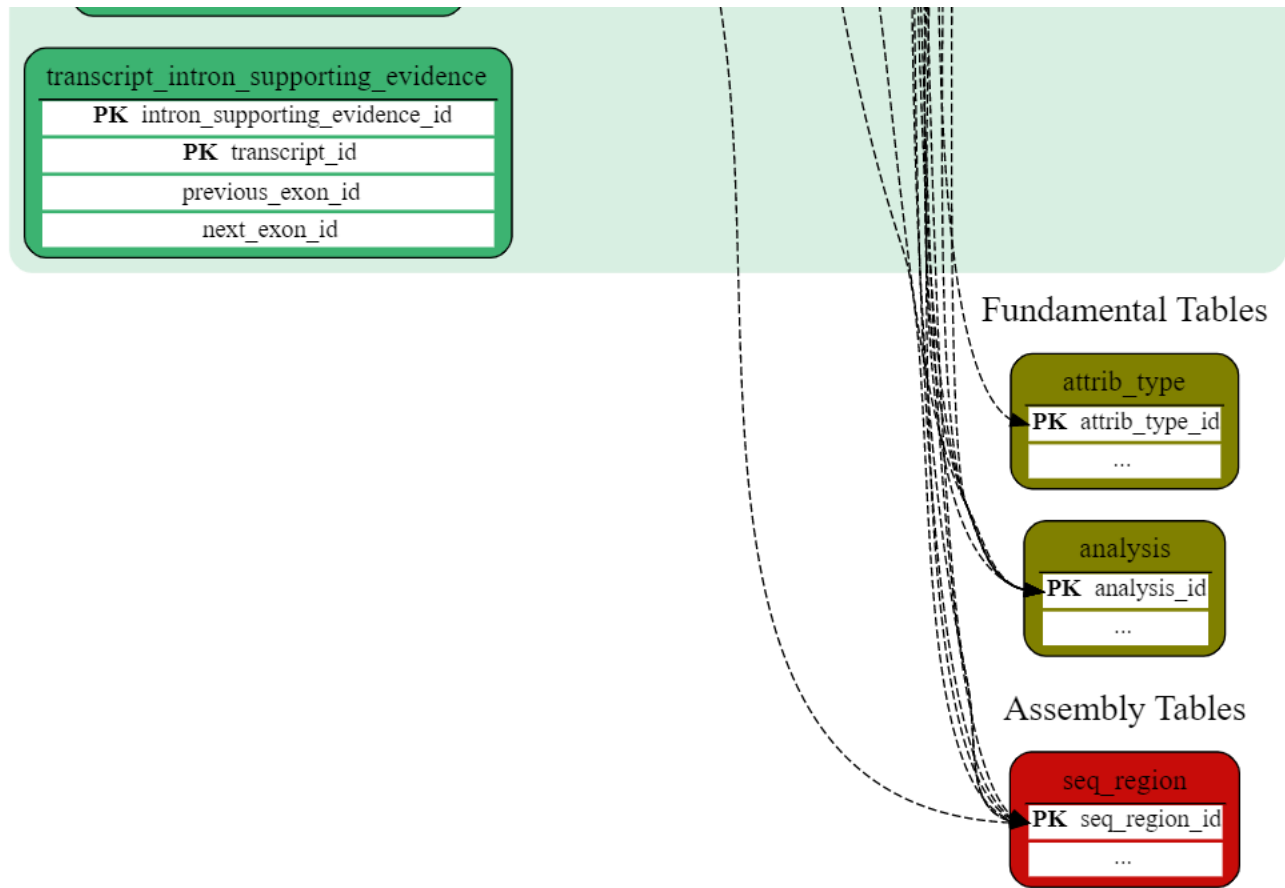 transcript_intron_supporting_evidence
PK intron_supporting_evidence_id
PK transcript_id
previous_exon_id
next_exon_id
Fundamental Tables
attrib_type
PK attrib_type_id
...
analysis
PK analysis_id
...
Assembly Tables
seq_region
PK seq_region_id
...